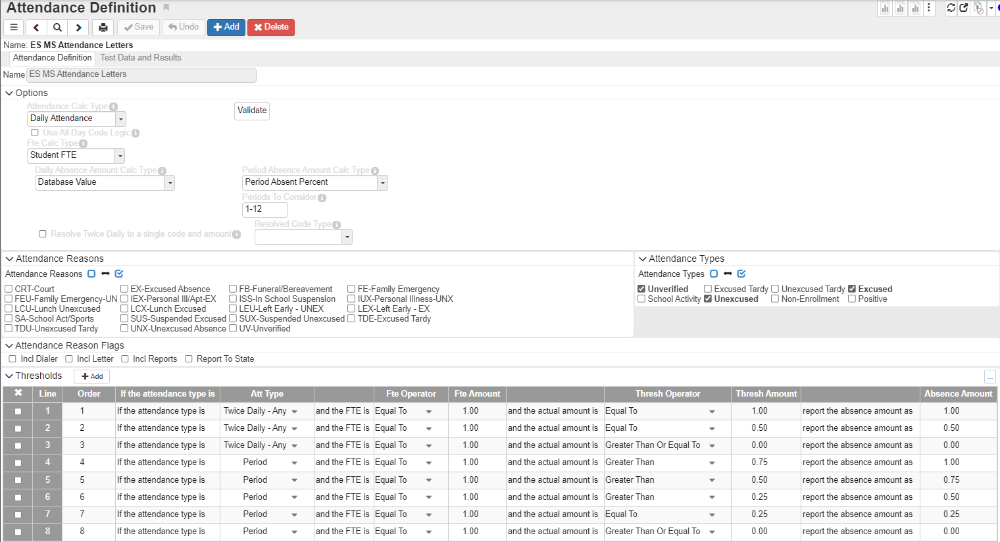 Attendance Definition
Save Undo Add Delete
Name: ES MS Attendance Letters
Attendance Definition Test Data and Results
Name ES MS Attendance Letters
Options
Attendance Calc Type
Validate
Daily Attendance
Use All Day Code Logic
Fte Calc Type
Student FTE
Daily Absence Amount Calc Type Period Absence Amount Calc Type
Database Value Period Absent Percent
Periods To Consider
1-12
Resolved Code Type
Resolve Twice Daily to a single code and amount
Attendance Reasons Attendance Types
Attendance Reasons Attendance Types
CRT-Court EX-Excused Absence FB-Funeral/Bereavement FE-Family Emergency Unverified Excused Tardy Unexcused Tardy Excused
FEU-Family Emergency-UN IEX-Personal Ill/Apt-EX ISS-In School Suspension IUX-Personal Illness-UNX School Activity Unexcused Non-Enrollment Positive
LCU-Lunch Unexcused LCX-Lunch Excused LEU-Left Early - UNEX LEX-Left Early - EX
SA-School Act/Sports SUS-Suspended Excused SUX-Suspended Unexcused TDE-Excused Tardy
TDU-Unexcused Tardy UNX-Unexcused Absence UV-Unverified
Attendance Reason Flags
Incl Dialer Incl Letter Incl Reports Report To State
Thresholds Add ...
Line Order If the attendance type is Att Type Fte Operator Fte Amount Thresh Operator Thresh Amount Absence Amount
1 1 If the attendance type is Twice Daily - Any and the FTE is Equal To 1.00 and the actual amount is Equal To 1.00 report the absence amount as 1.00
2 2 If the attendance type is Twice Daily - Any and the FTE is Equal To 1.00 and the actual amount is Equal To 0.50 report the absence amount as 0.50
3 3 If the attendance type is Twice Daily - Any and the FTE is Equal To 1.00 and the actual amount is Greater Than Or Equal To 0.00 report the absence amount as 0.00
4 4 If the attendance type is Period and the FTE is Equal To 1.00 and the actual amount is Greater Than 0.75 report the absence amount as 1.00
5 5 If the attendance type is Period and the FTE is Equal To 1.00 and the actual amount is Greater Than 0.50 report the absence amount as 0.75
6 6 If the attendance type is Period and the FTE is Equal To 1.00 and the actual amount is Greater Than 0.25 report the absence amount as 0.50
7 7 If the attendance type is Period and the FTE is Equal To 1.00 and the actual amount is Equal To 0.25 report the absence amount as 0.25
8 8 If the attendance type is Period and the FTE is Equal To 1.00 and the actual amount is Greater Than Or Equal To 0.00 report the absence amount as 0.00